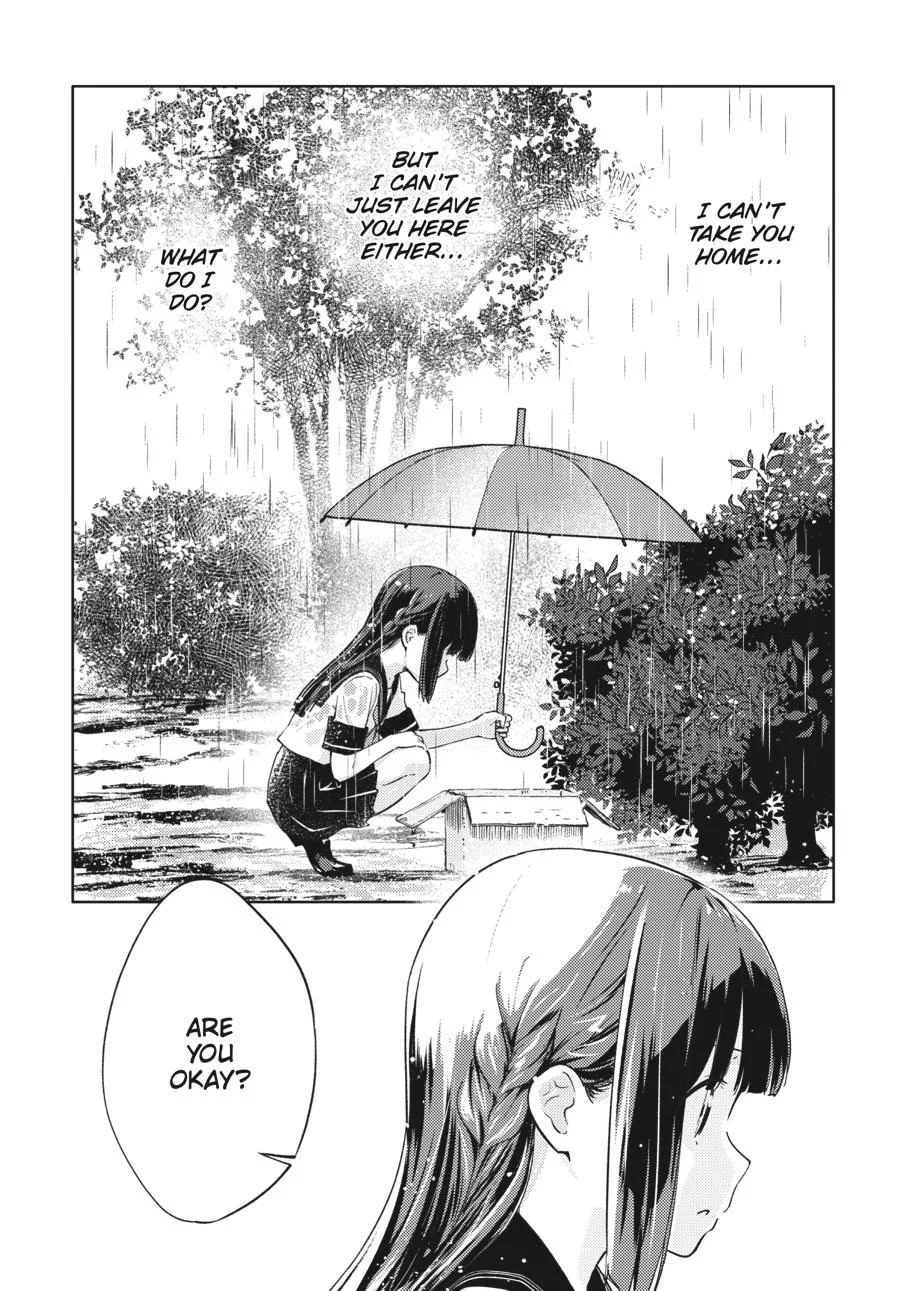 I CAN'T
TAKE YOU
HOME...
BUT
I CAN'T
JUST LEAVE
YOU HERE
EITHER...
WHAT
DO I
DO?
ARE
YOU
OKAY?